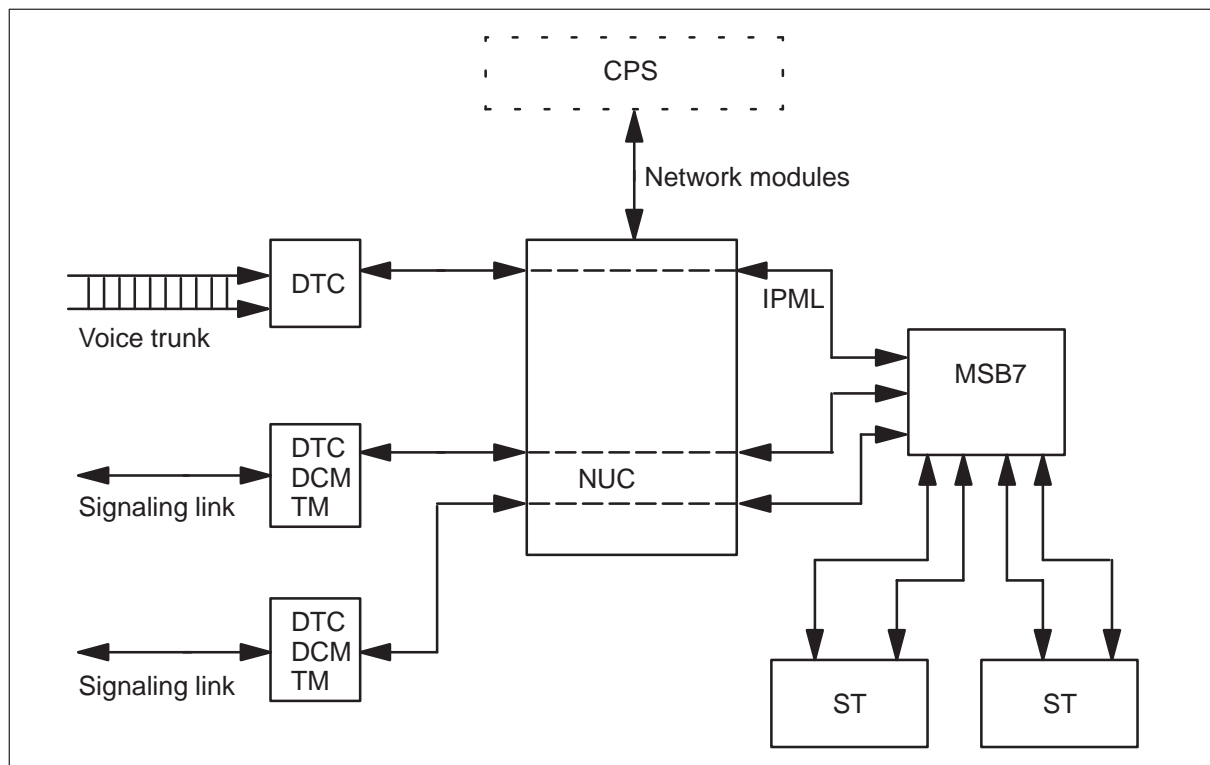 CPS
Network modules
DTC
IPML
Voice trunk
MSB7
DTC
DCM
TM
NUC
Signaling link
DTC
DCM
TM
Signaling link
ST
ST